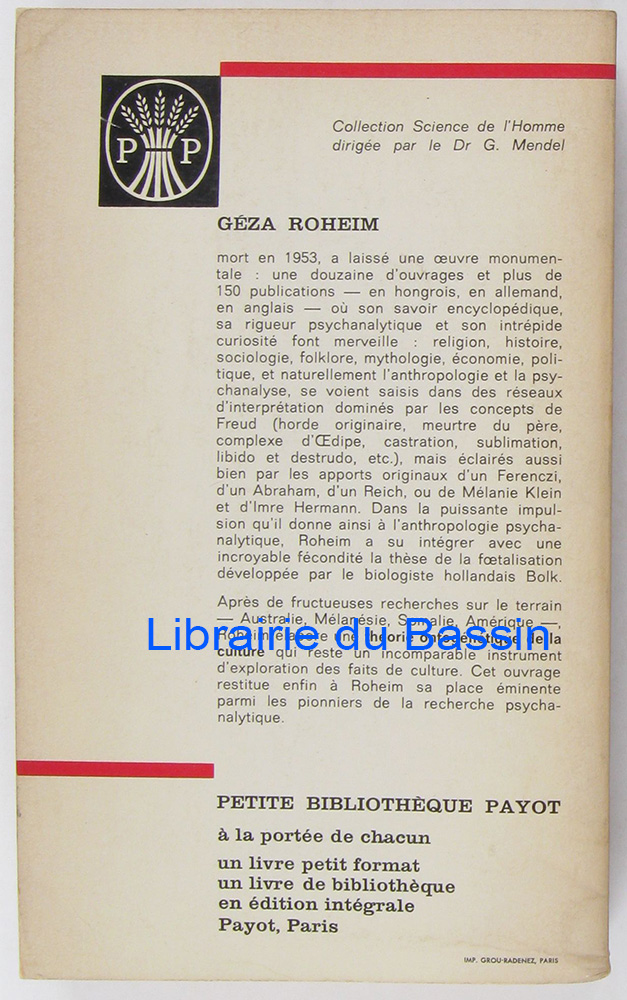 P P
Collection Science de l'Homme
dirigée par le Dr G. Mendel
GÉZA ROHEIM
mort en 1953, a laissé une œuvre monumen-
tale : une douzaine d'ouvrages et plus de
150 publications — en hongrois, en allemand,
en anglais — où son savoir encyclopédique,
sa rigueur psychanalytique et son intrépide
curiosité font merveille : religion, histoire,
sociologie, folklore, mythologie, économie, poli-
tique, et naturellement l'anthropologie et la psy-
chanalyse, se voient saisis dans des réseaux
d'interprétation dominés par les concepts de
Freud (horde originaire, meurtre du père,
complexe d'Œdipe, castration, sublimation,
libido et destrudo, etc.), mais éclairés aussi
bien par les apports originaux d'un Ferenczi,
d'un Abraham, d'un Reich, ou de Mélanie Klein
et d'Imre Hermann. Dans la puissante impul-
sion qu'il donne ainsi à l'anthropologie psycha-
nalytique, Roheim a su intégrer avec une
incroyable fécondité la thèse de la fœtalisation
développée par le biologiste hollandais Bolk.
Après de fructueuses recherches sur le terrain
— Australie, Mélanésie, Somalie, Amérique —,
Librairie du Bassin
Roheim élabore une théorie ontogénétique de la
culture qui reste un incomparable instrument
d'exploration des faits de culture. Cet ouvrage
restitue enfin à Roheim sa place éminente
parmi les pionniers de la recherche psycha-
nalytique.
PETITE BIBLIOTHÈQUE PAYOT
à la portée de chacun
un livre petit format
un livre de bibliothèque
en édition intégrale
Payot, Paris
IMP. GROU-RADENEZ, PARIS